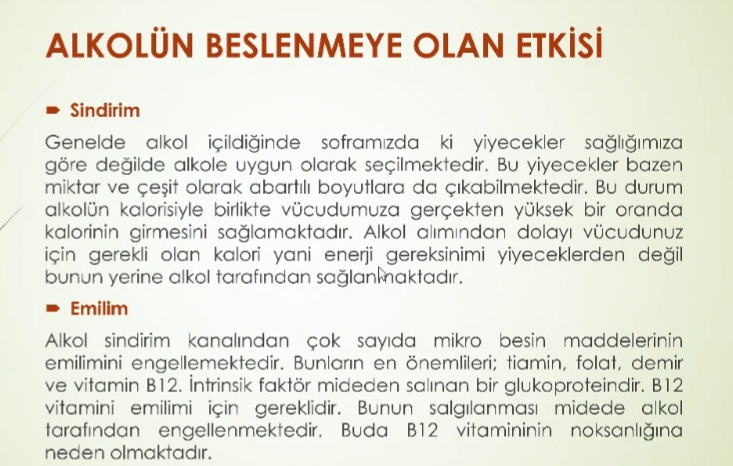 ALKOLÜN BESLENMEYE OLAN ETKİSİ
Sindirim
Genelde alkol içildiğinde soframızda ki yiyecekler sağlığımıza
göre değilde alkole uygun olarak seçilmektedir. Bu yiyecekler bazen
miktar ve çeşit olarak abartılı boyutlara da çıkabilmektedir. Bu durum
alkolün kalorisiyle birlikte vücudumuza gerçekten yüksek bir oranda
kalorinin girmesini sağlamaktadır. Alkol alımından dolayı vücudunuz
için gerekli olan kalori yani enerji gereksinimi yiyeceklerden değil
bunun yerine alkol tarafından sağlanmaktadır.
Emilim
Alkol sindirim kanalından çok sayıda mikro besin maddelerinin
emilimini engellemektedir. Bunların en önemlileri; tiamin, folat, demir
ve vitamin B12. İntrinsik faktör mideden salınan bir glukoproteindir. B12
vitamini emilimi için gereklidir. Bunun salgılanması midede alkol
tarafından engellenmektedir. Buda B12 vitamininin noksanlığına
neden olmaktadır.